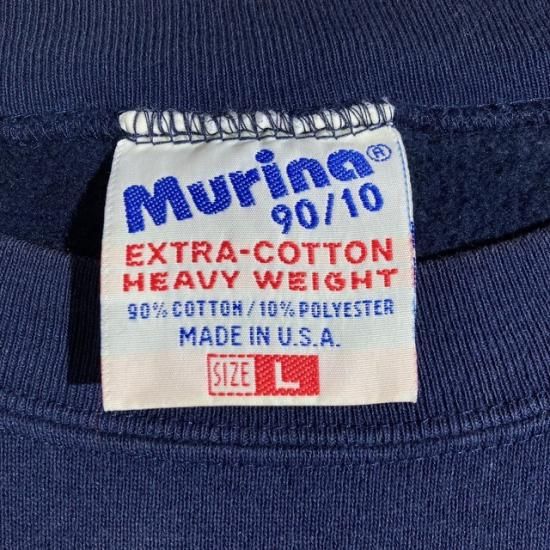 Murina®
90/10
EXTRA-COTTON
HEAVY WEIGHT
90% COTTON/10% POLYESTER
MADE IN U.S.A.
SIZE L